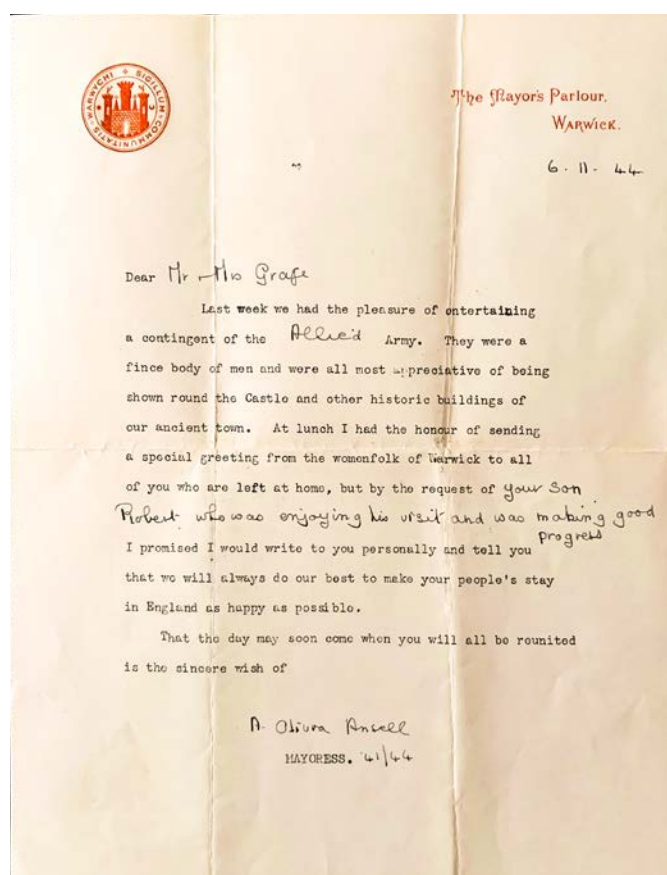 WARWYCHI ✦ SIGILLUM ✦ COMMUNITATIS
The Mayor's Parlour,
WARWICK.
6. 11. 44
Dear Mr Mrs Grafe
Last week we had the pleasure of entertaining
a contingent of the Allied Army. They were a
fince body of men and were all most appreciative of being
shown round the Castle and other historic buildings of
our ancient town. At lunch I had the honour of sending
a special greeting from the womenfolk of Warwick to all
of you who are left at home, but by the request of your Son
Robert who was enjoying his visit and was making good
progress
I promised I would write to you personally and tell you
that we will always do our best to make your people's stay
in England as happy as possible.
That the day may soon come when you will all be reunited
is the sincere wish of
Ansell
MAYORESS. '41/44